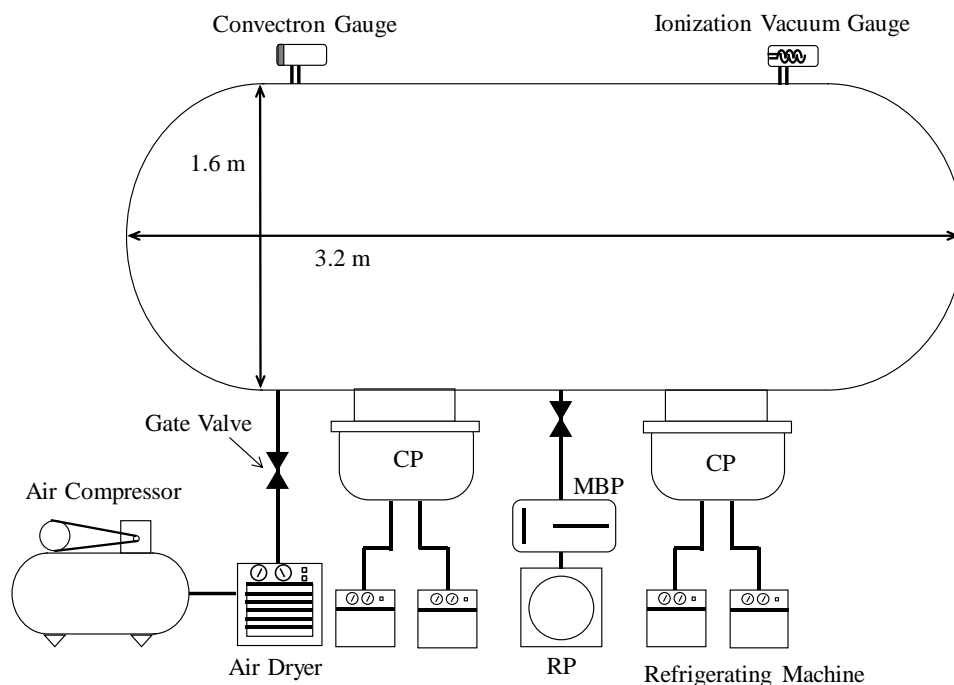 Convectron Gauge
Ionization Vacuum Gauge
1.6 m
3.2 m
Gate Valve
CP
CP
Air Compressor
MBP
Air Dryer
RP
Refrigerating Machine